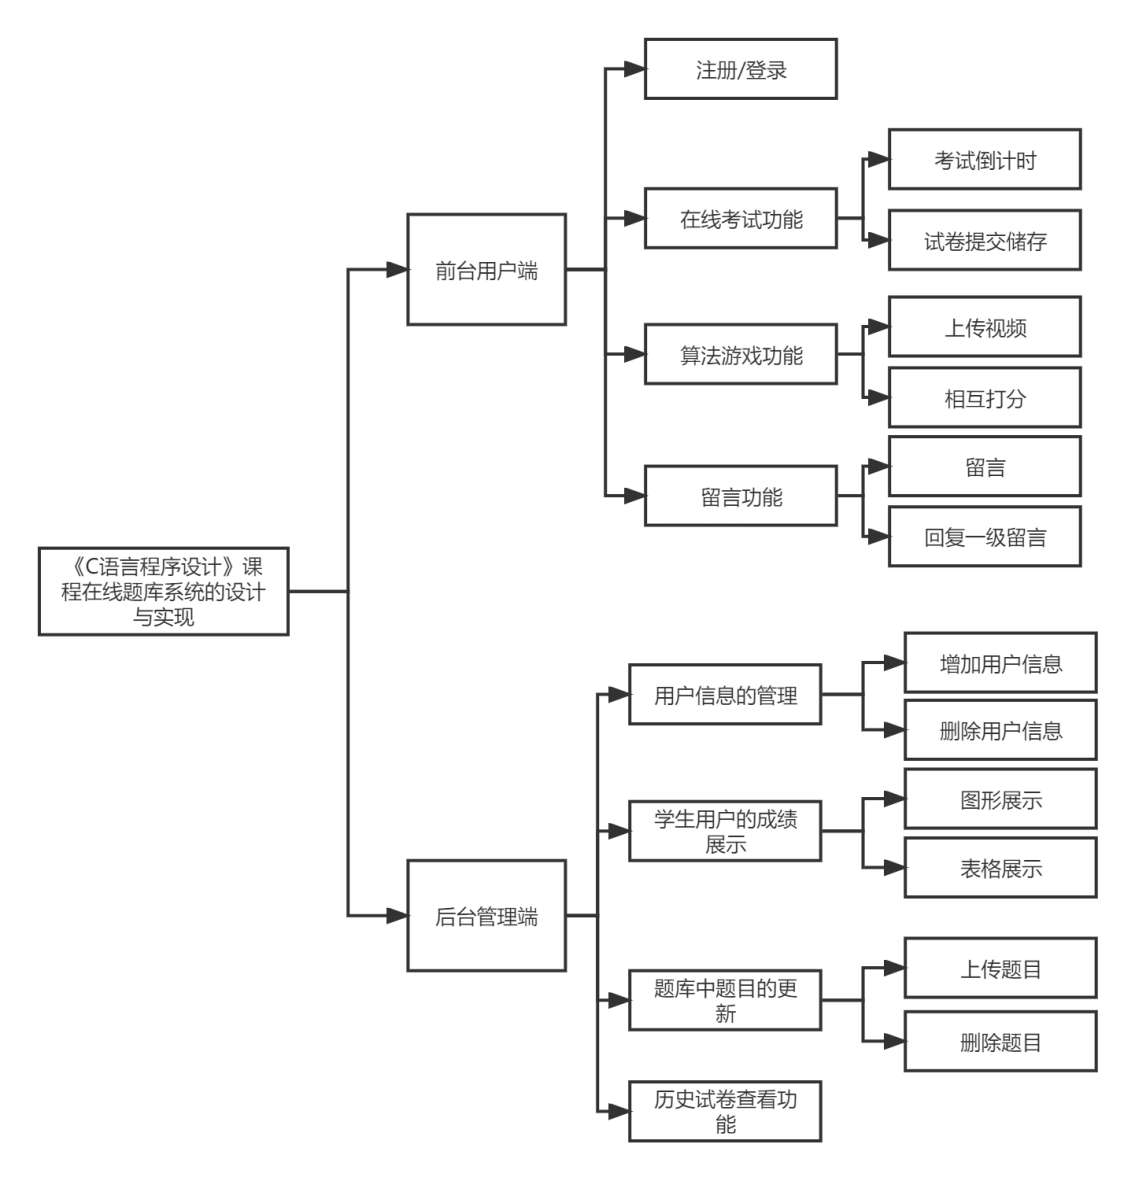 《C语言程序设计》课
程在线题库系统的设计
与实现
前台用户端
注册/登录
在线考试功能
考试倒计时
试卷提交储存
算法游戏功能
上传视频
相互打分
留言功能
留言
回复一级留言
后台管理端
用户信息的管理
增加用户信息
删除用户信息
学生用户的成绩
展示
图形展示
表格展示
题库中题目的更
新
上传题目
删除题目
历史试卷查看功
能